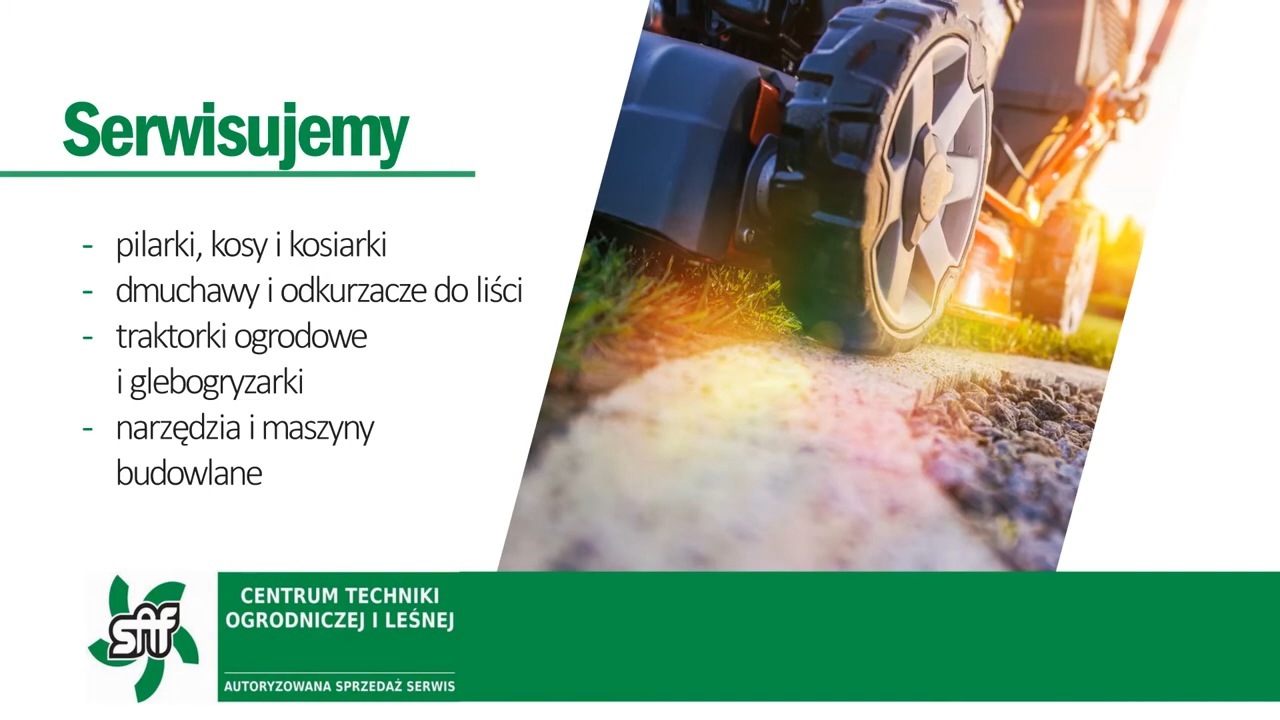 Serwisujemy
- pilarki, kosy i kosiarki
- dmuchawy i odkurzacze do liści
- traktorki ogrodowe
i glebogryzarki
- narzędzia i maszyny
budowlane
SAF
CENTRUM TECHNIKI
OGRODNICZEJ I LEŚNEJ
AUTORYZOWANA SPRZEDAŻ SERWIS